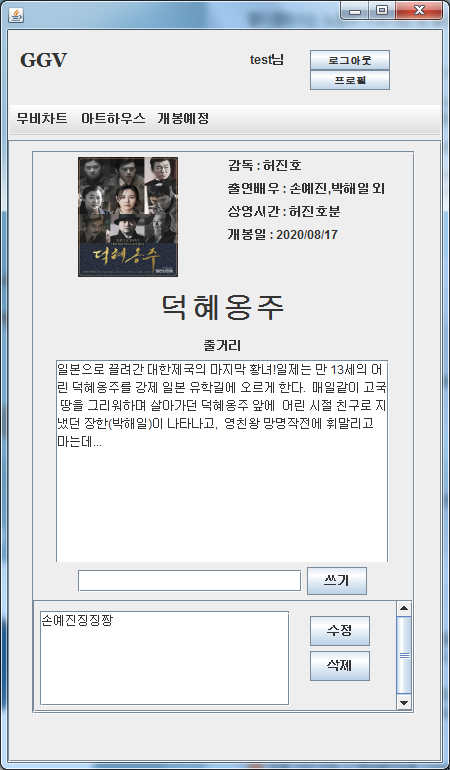 GGV
test님
로그아웃
프로필
무비차트 아트하우스 개봉예정
감독 : 허진호
출연배우 : 손예진,박해일 외
상영시간 : 허진호분
개봉일 : 2020/08/17
덕혜옹주
덕혜옹주
줄거리
일본으로 끌려간 대한제국의 마지막 황녀!일제는 만 13세의 어
린 덕혜옹주를 강제 일본 유학길에 오르게 한다. 매일같이 고국
땅을 그리워하며 살아가던 덕혜옹주 앞에 어린 시절 친구로 지
냈던 장한(박해일)이 나타나고, 영친왕 망명작전에 휘말리고
마는데...
쓰기
손예진징징짱
수정
삭제